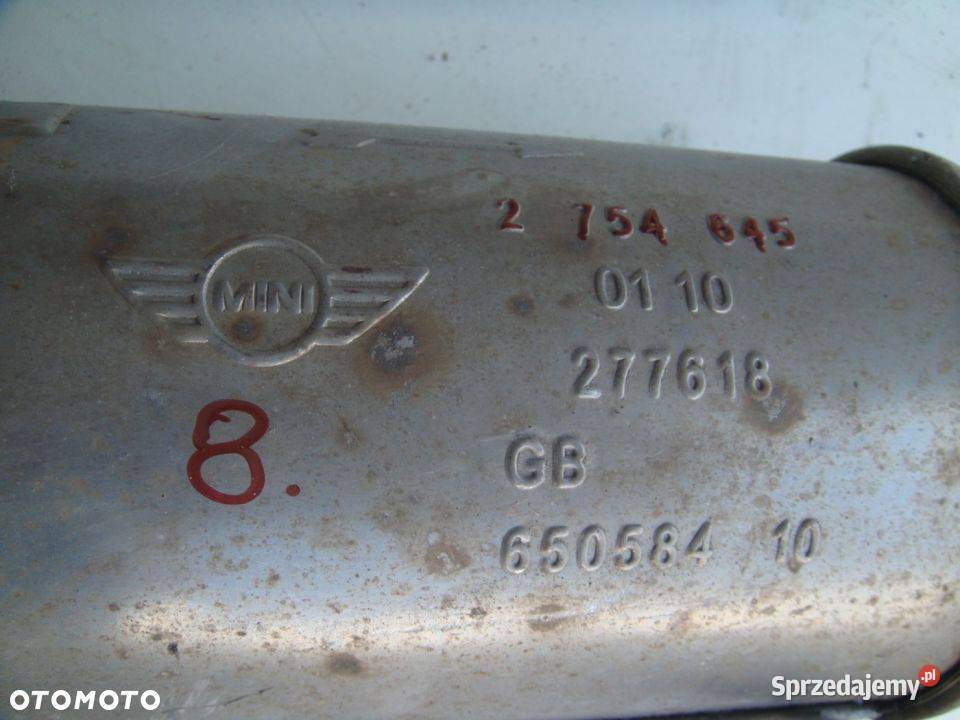 2 754 645
MINI
01 10
277618
8.
GB
650584 10
OTOMOTO
Sprzedajemy.pl